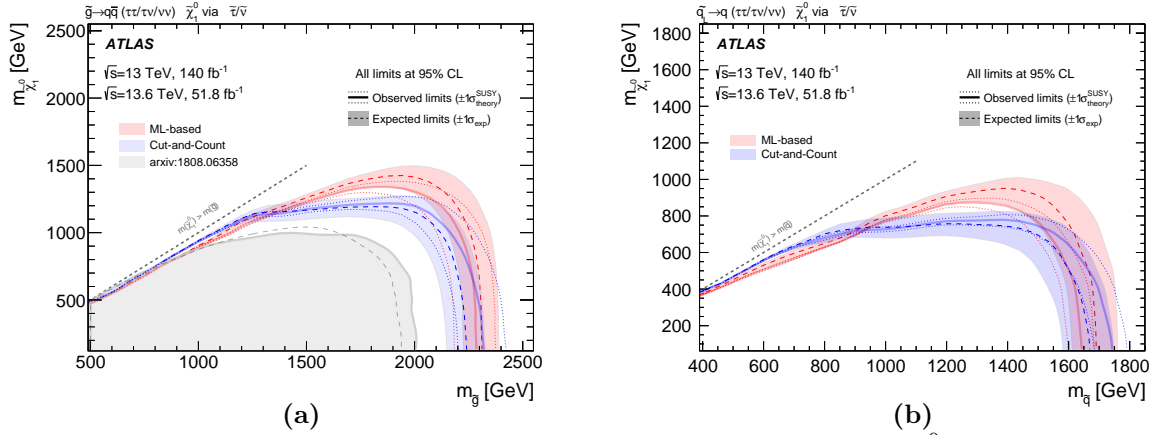 g̃→qq̄ (ττ/τν/νν) χ̃₁⁰ via τ̃/ν̃
m_χ̃₁⁰ [GeV]
2500
2000
1500
1000
500
ATLAS
√s=13 TeV, 140 fb⁻¹
√s=13.6 TeV, 51.8 fb⁻¹
All limits at 95% CL
Observed limits (±1σ^SUSY_theory)
Expected limits (±1σ_exp)
ML-based
Cut-and-Count
arxiv:1808.06358
m(χ̃₁⁰) > m(g̃)
500 1000 1500 2000 2500
m_g̃ [GeV]
(a)
q̃_L→q (ττ/τν/νν) χ̃₁⁰ via τ̃/ν̃
m_χ̃₁⁰ [GeV]
1800
1600
1400
1200
1000
800
600
400
200
ATLAS
√s=13 TeV, 140 fb⁻¹
√s=13.6 TeV, 51.8 fb⁻¹
All limits at 95% CL
Observed limits (±1σ^SUSY_theory)
Expected limits (±1σ_exp)
ML-based
Cut-and-Count
m(χ̃₁⁰) > m(q̃)
400 600 800 1000 1200 1400 1600 1800
m_q̃ [GeV]
(b)